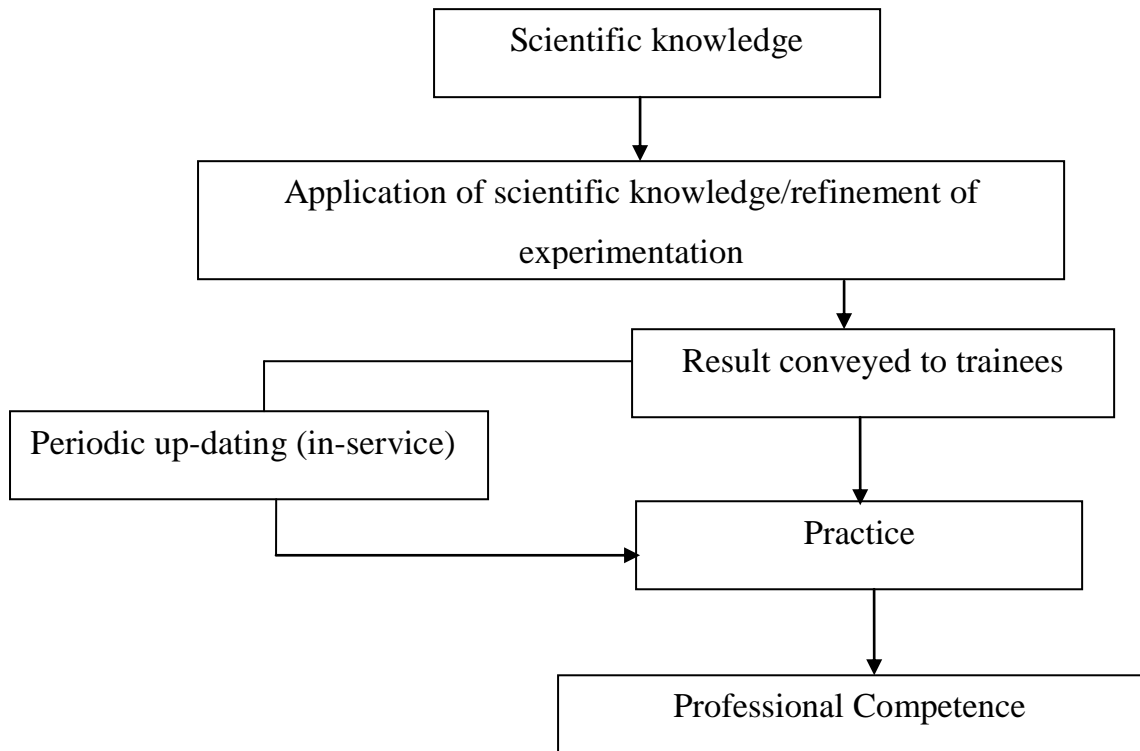 Scientific knowledge
Application of scientific knowledge/refinement of
experimentation
Result conveyed to trainees
Periodic up-dating (in-service)
Practice
Professional Competence